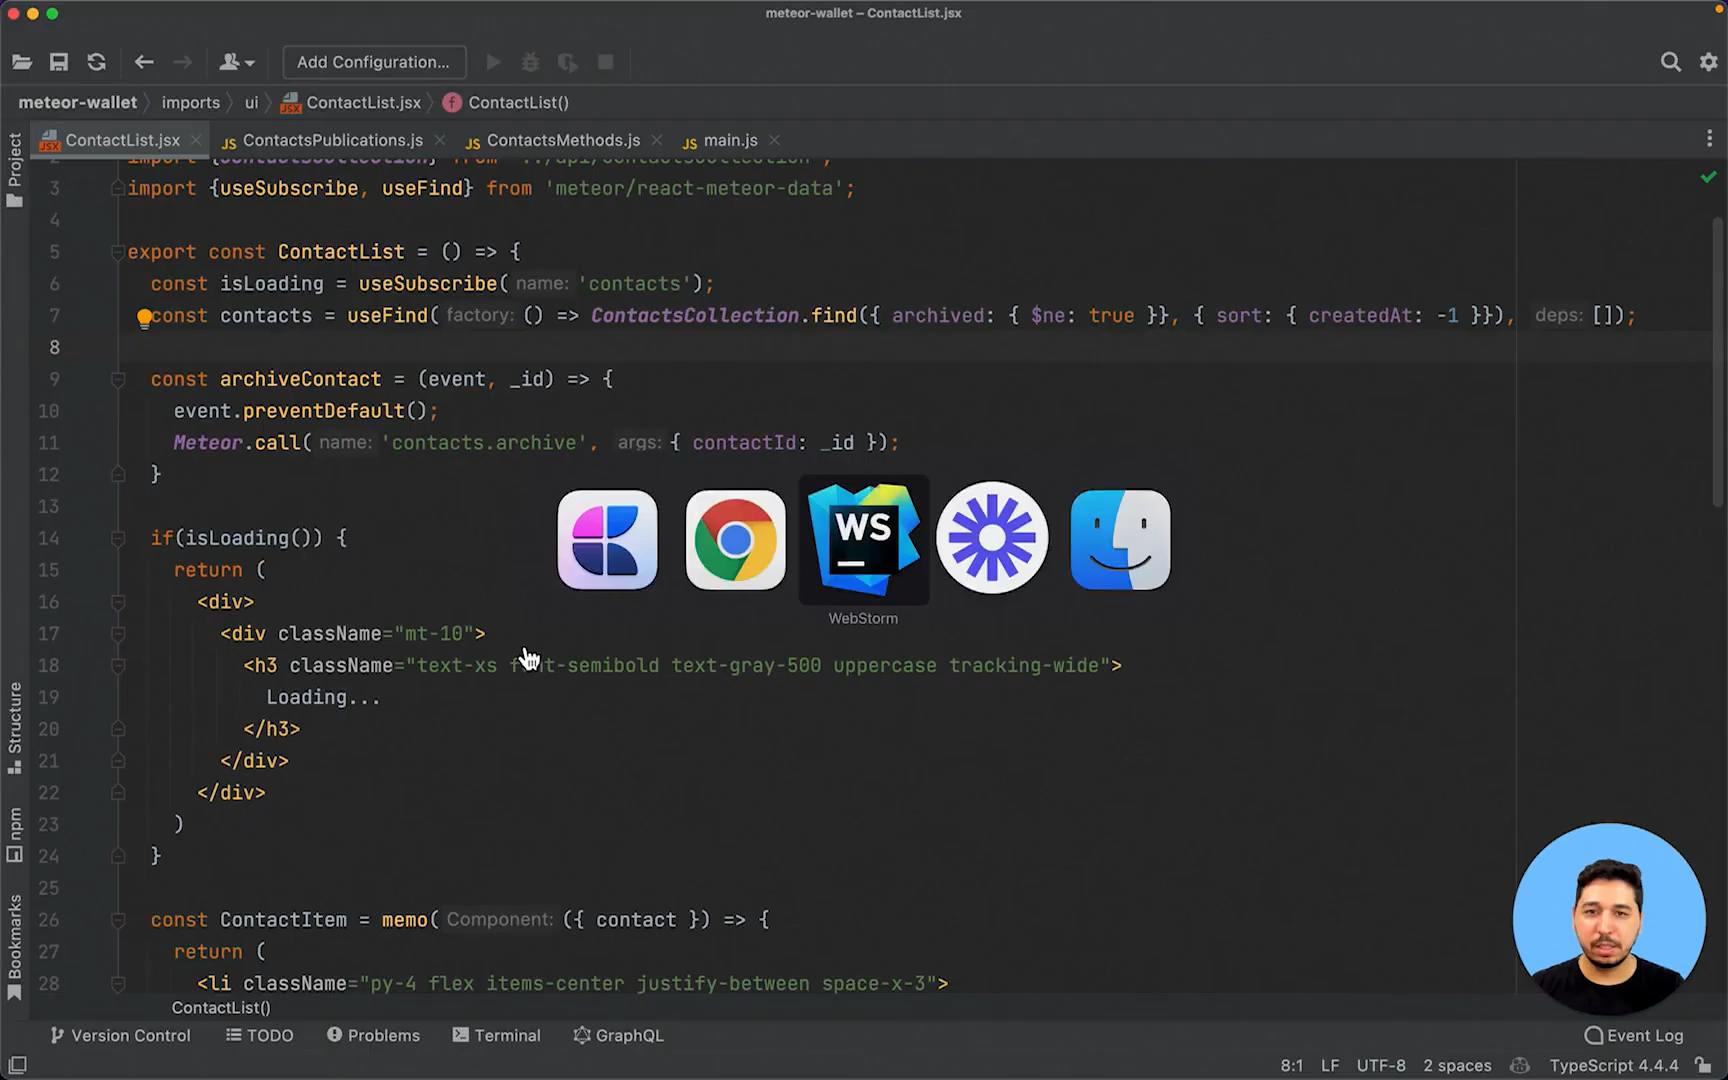 meteor-wallet – ContactList.jsx
Add Configuration...
meteor-wallet imports ui ContactList.jsx ContactList()
ContactList.jsx ContactsPublications.js ContactsMethods.js main.js
Project
Structure
npm
Bookmarks
2 import {ContactsCollection} from "../api/ContactsCollection";
3 import {useSubscribe, useFind} from 'meteor/react-meteor-data';
4
5 export const ContactList = () => {
6 const isLoading = useSubscribe( name: 'contacts');
7 const contacts = useFind( factory: () => ContactsCollection.find({ archived: { $ne: true }}, { sort: { createdAt: -1 }}), deps: []);
8
9 const archiveContact = (event, _id) => {
10 event.preventDefault();
11 Meteor.call( name: 'contacts.archive', args: { contactId: _id });
12 }
13
14 if(isLoading()) {
15 return (
16 <div>
17 <div className="mt-10">
18 <h3 className="text-xs font-semibold text-gray-500 uppercase tracking-wide">
19 Loading...
20 </h3>
21 </div>
22 </div>
23 )
24 }
25
26 const ContactItem = memo( Component: ({ contact }) => {
27 return (
28 <li className="py-4 flex items-center justify-between space-x-3">
WS
WebStorm
ContactList()
Version Control TODO Problems Terminal GraphQL Event Log
8:1 LF UTF-8 2 spaces TypeScript 4.4.4